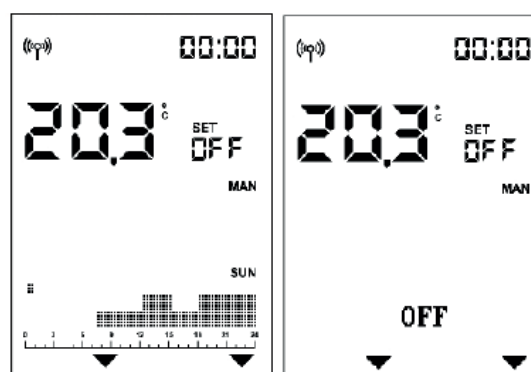 00:00
20,3 °C
SET
OFF
MAN
SUN
0 3 6 9 12 15 18 21 24
00:00
20,3 °C
SET
OFF
MAN
OFF